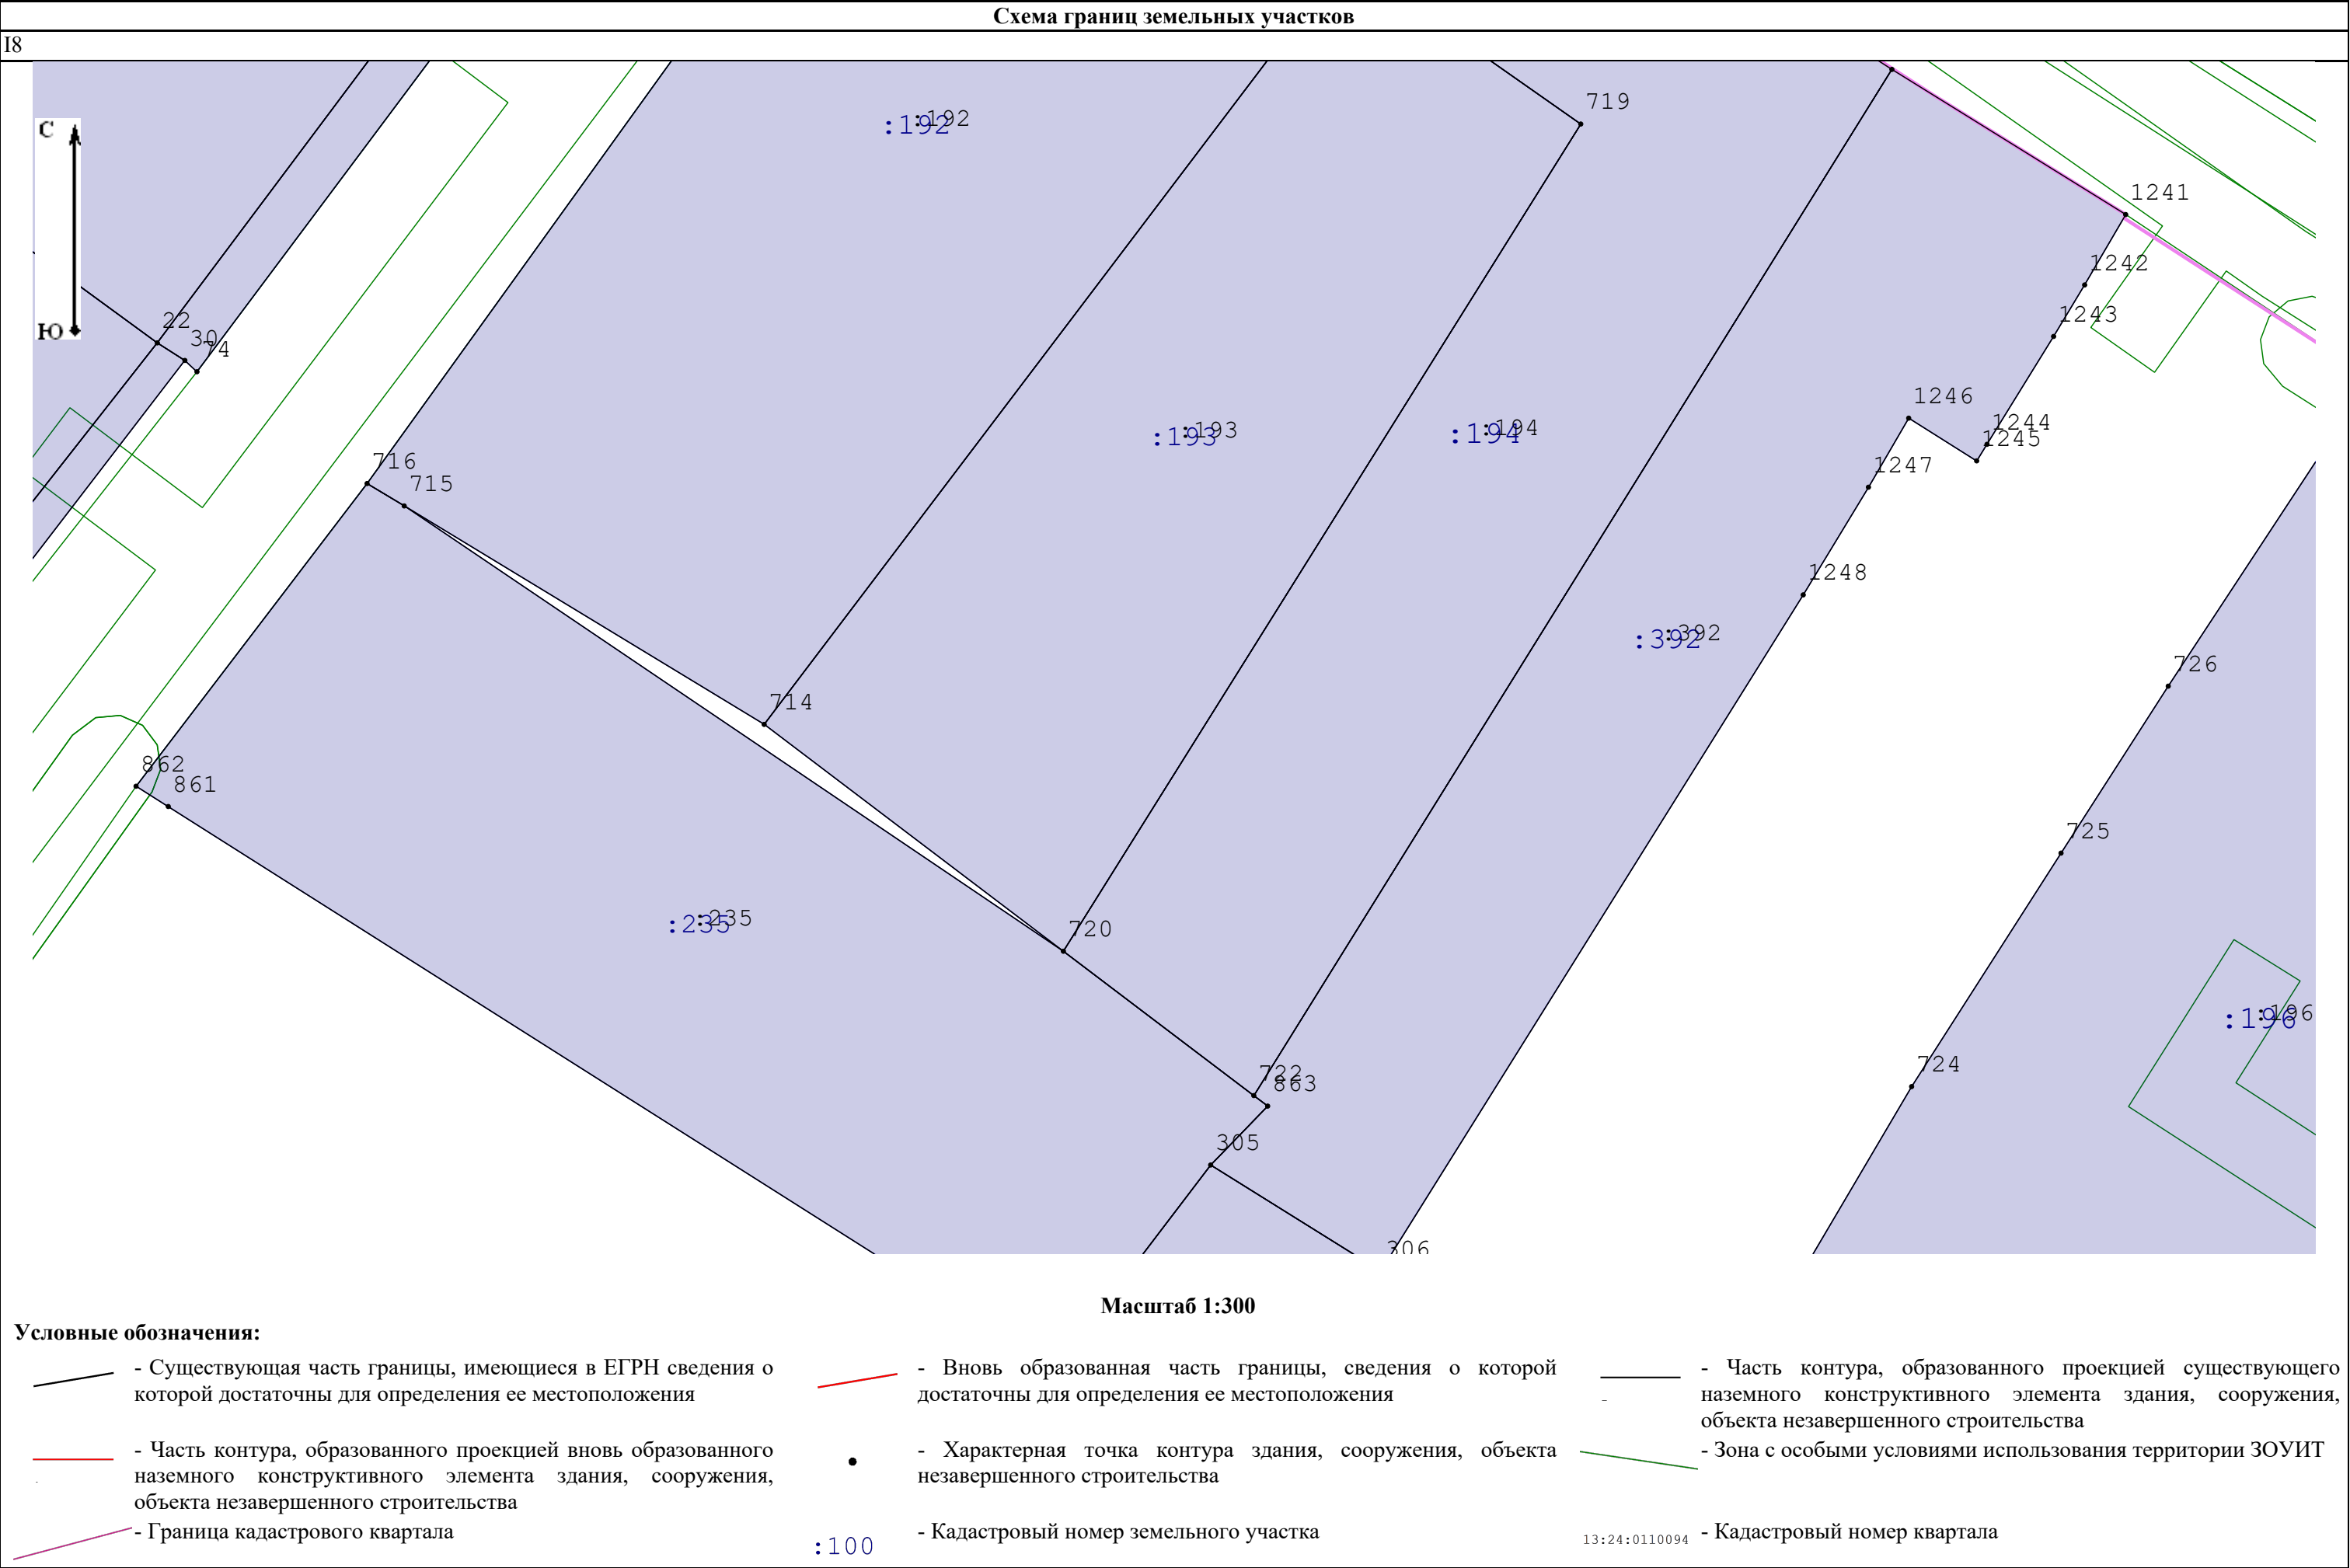 Схема границ земельных участков
I8
719
:192
:192
С
1241
1242
1243
22
30
74
Ю
1246
1244
1245
:193
:193
:194
:194
716
715
1247
1248
:392
:392
726
714
862
861
725
:235
:235
720
:196
:196
722
863
724
305
306
Масштаб 1:300
Условные обозначения:
- Существующая часть границы, имеющиеся в ЕГРН сведения о
которой достаточны для определения ее местоположения
- Вновь образованная часть границы, сведения о которой
достаточны для определения ее местоположения
- Часть контура, образованного проекцией существующего
наземного конструктивного элемента здания, сооружения,
объекта незавершенного строительства
- Часть контура, образованного проекцией вновь образованного
наземного конструктивного элемента здания, сооружения,
объекта незавершенного строительства
- Характерная точка контура здания, сооружения, объекта
незавершенного строительства
- Зона с особыми условиями использования территории ЗОУИТ
- Граница кадастрового квартала
:100
- Кадастровый номер земельного участка
13:24:0110094
- Кадастровый номер квартала